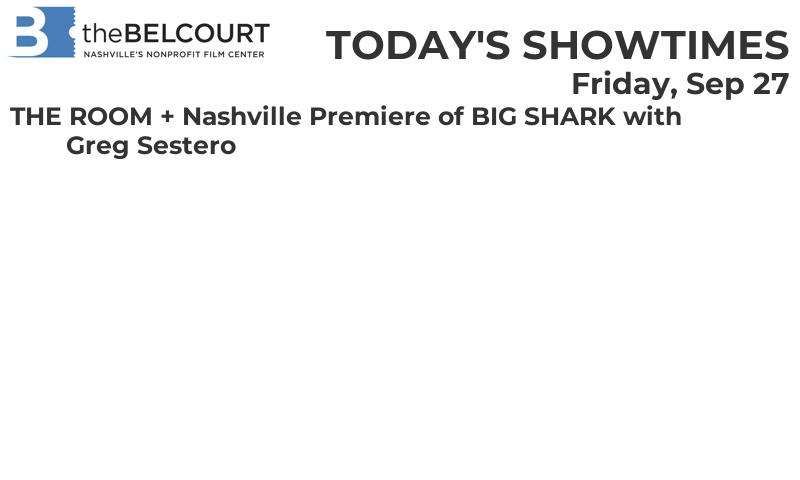 B theBELCOURT
NASHVILLE'S NONPROFIT FILM CENTER
TODAY'S SHOWTIMES
Friday, Sep 27
THE ROOM + Nashville Premiere of BIG SHARK with
Greg Sestero